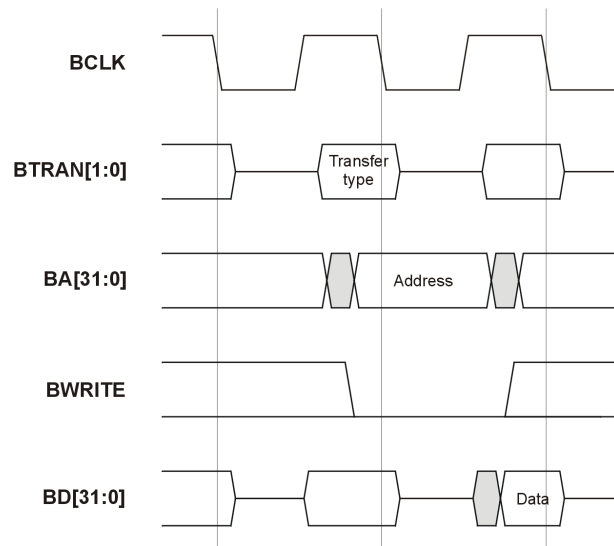 BCLK
BTRAN[1:0]
Transfer
type
BA[31:0]
Address
BWRITE
BD[31:0]
Data